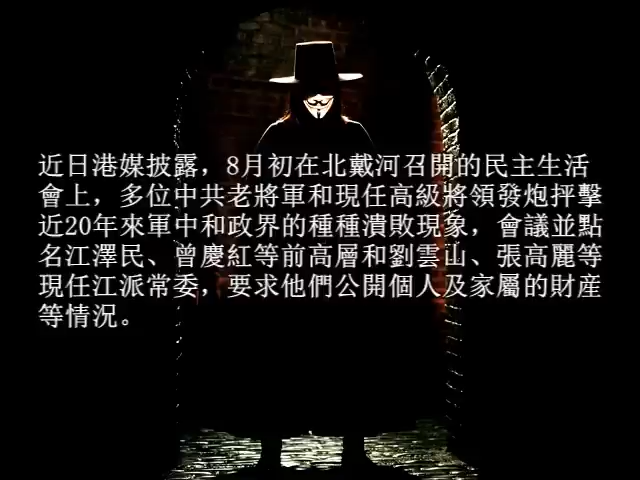 近日港媒披露，8月初在北戴河召開的民主生活
會上，多位中共老將軍和現任高級將領發炮抨擊
近20年來軍中和政界的種種潰敗現象，會議並點
名江澤民、曾慶紅等前高層和劉雲山、張高麗等
現任江派常委，要求他們公開個人及家屬的財産
等情況。